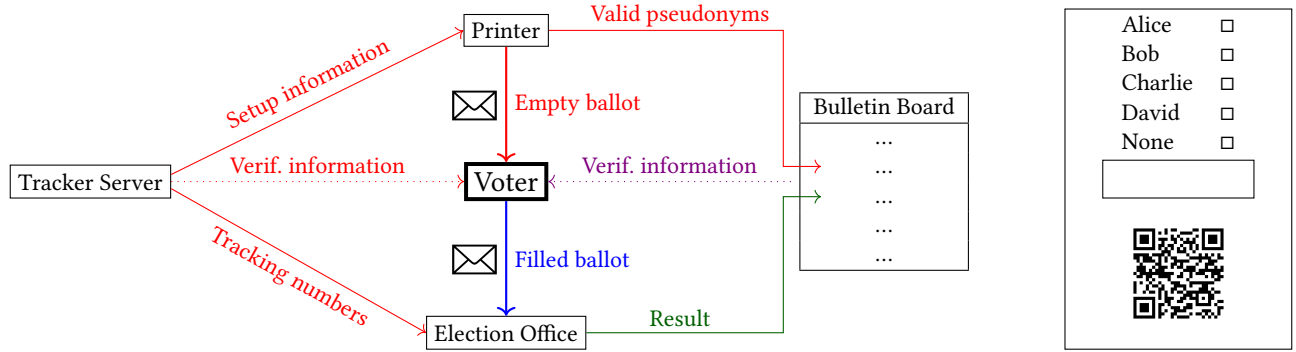 Printer
Valid pseudonyms
Setup information
Empty ballot
Bulletin Board
...
...
...
...
...
Tracker Server
Verif. information
Voter
Verif. information
Tracking numbers
Filled ballot
Election Office
Result
Alice
Bob
Charlie
David
None